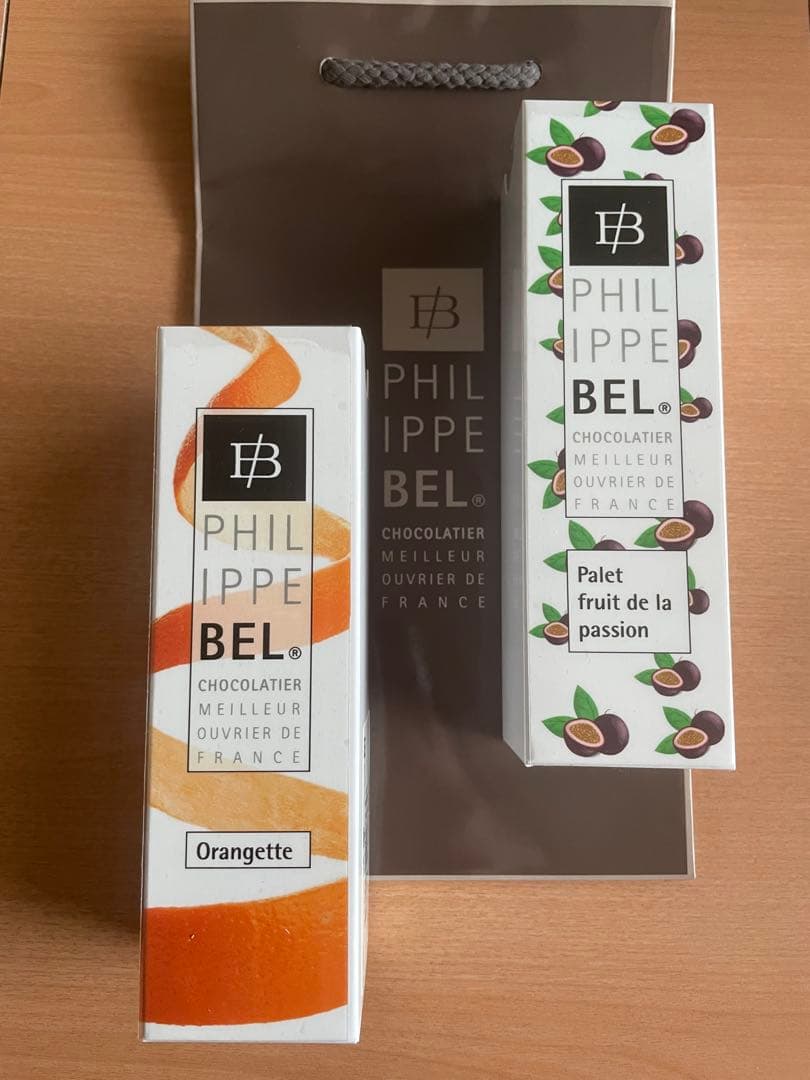 PHIL
IPPE
BEL®
CHOCOLATIER
MEILLEUR
OUVRIER DE
FRANCE
Orangette
PHIL
IPPE
BEL®
CHOCOLATIER
MEILLEUR
OUVRIER DE
FRANCE
PHIL
IPPE
BEL®
CHOCOLATIER
MEILLEUR
OUVRIER DE
FRANCE
Palet
fruit de la
passion